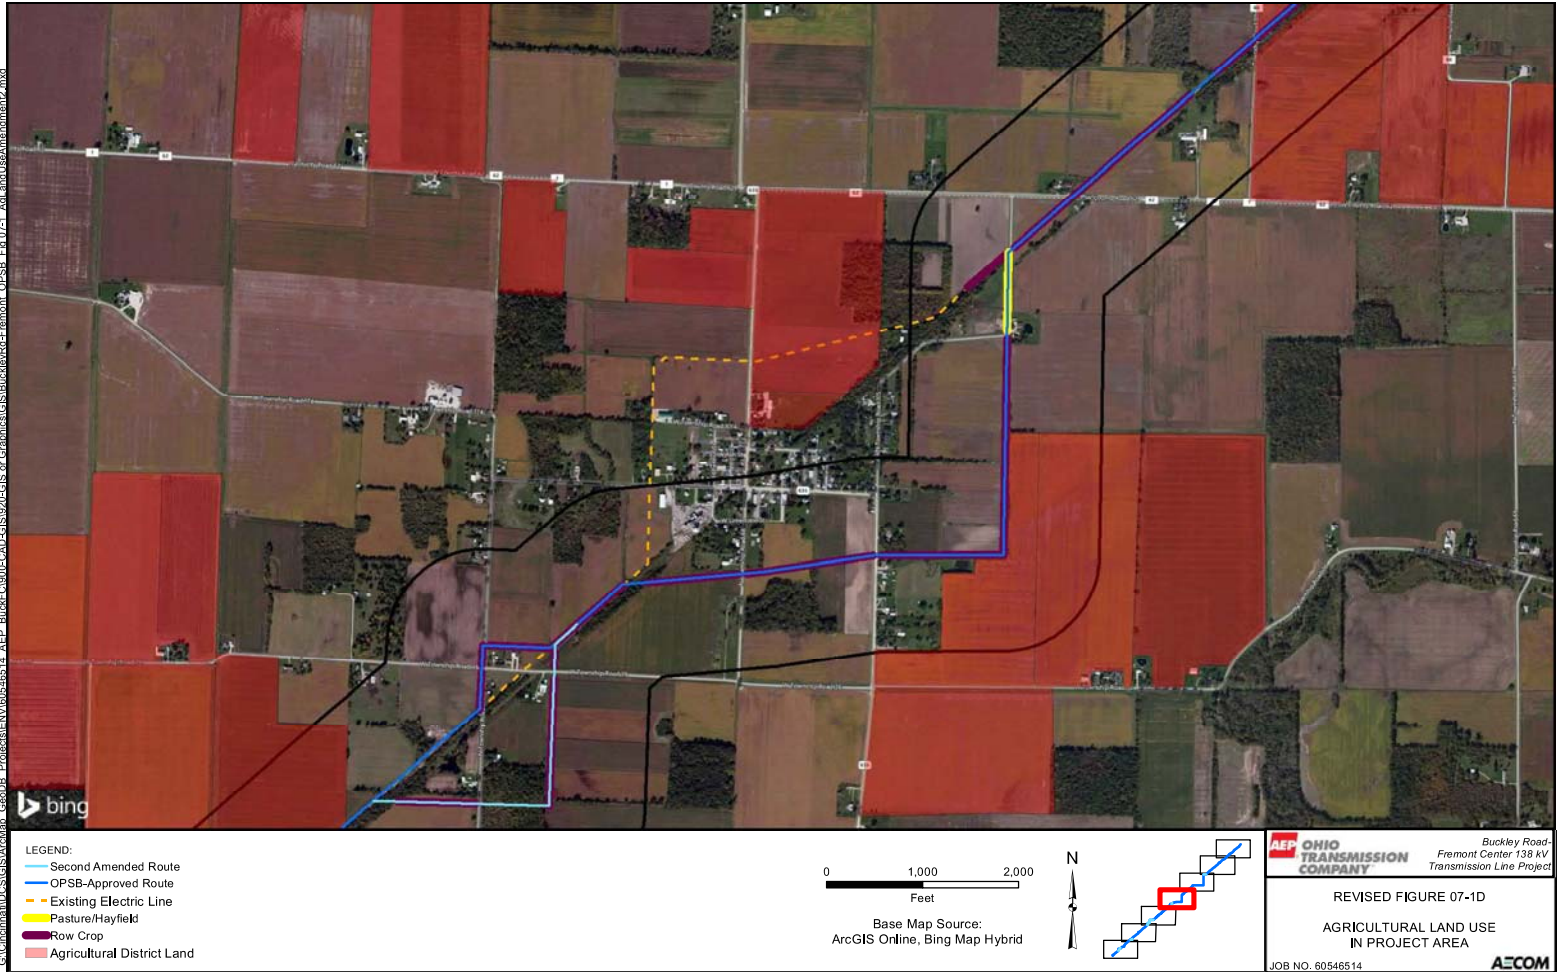 bing
LEGEND:
Second Amended Route
OPSB-Approved Route
Existing Electric Line
Pasture/Hayfield
Row Crop
Agricultural District Land
0 1,000 2,000
Feet
Base Map Source:
ArcGIS Online, Bing Map Hybrid
N
AEP OHIO
TRANSMISSION
COMPANY
Buckley Road-
Fremont Center 138 kV
Transmission Line Project
REVISED FIGURE 07-1D
AGRICULTURAL LAND USE
IN PROJECT AREA
JOB NO. 60546514
AECOM